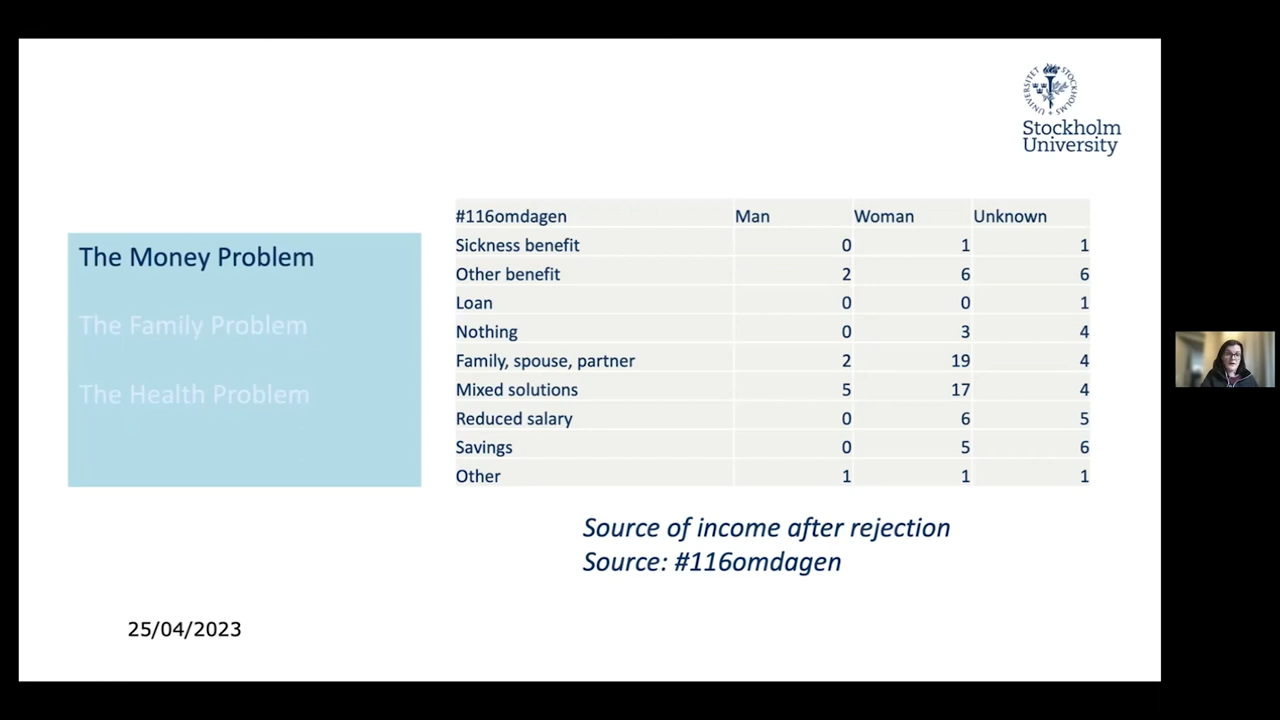 UNIVERSITET STOCKHOLMS
Stockholm
University
The Money Problem
The Family Problem
The Health Problem
#116omdagen Man Woman Unknown
Sickness benefit 0 1 1
Other benefit 2 6 6
Loan 0 0 1
Nothing 0 3 4
Family, spouse, partner 2 19 4
Mixed solutions 5 17 4
Reduced salary 0 6 5
Savings 0 5 6
Other 1 1 1
Source of income after rejection
Source: #116omdagen
25/04/2023